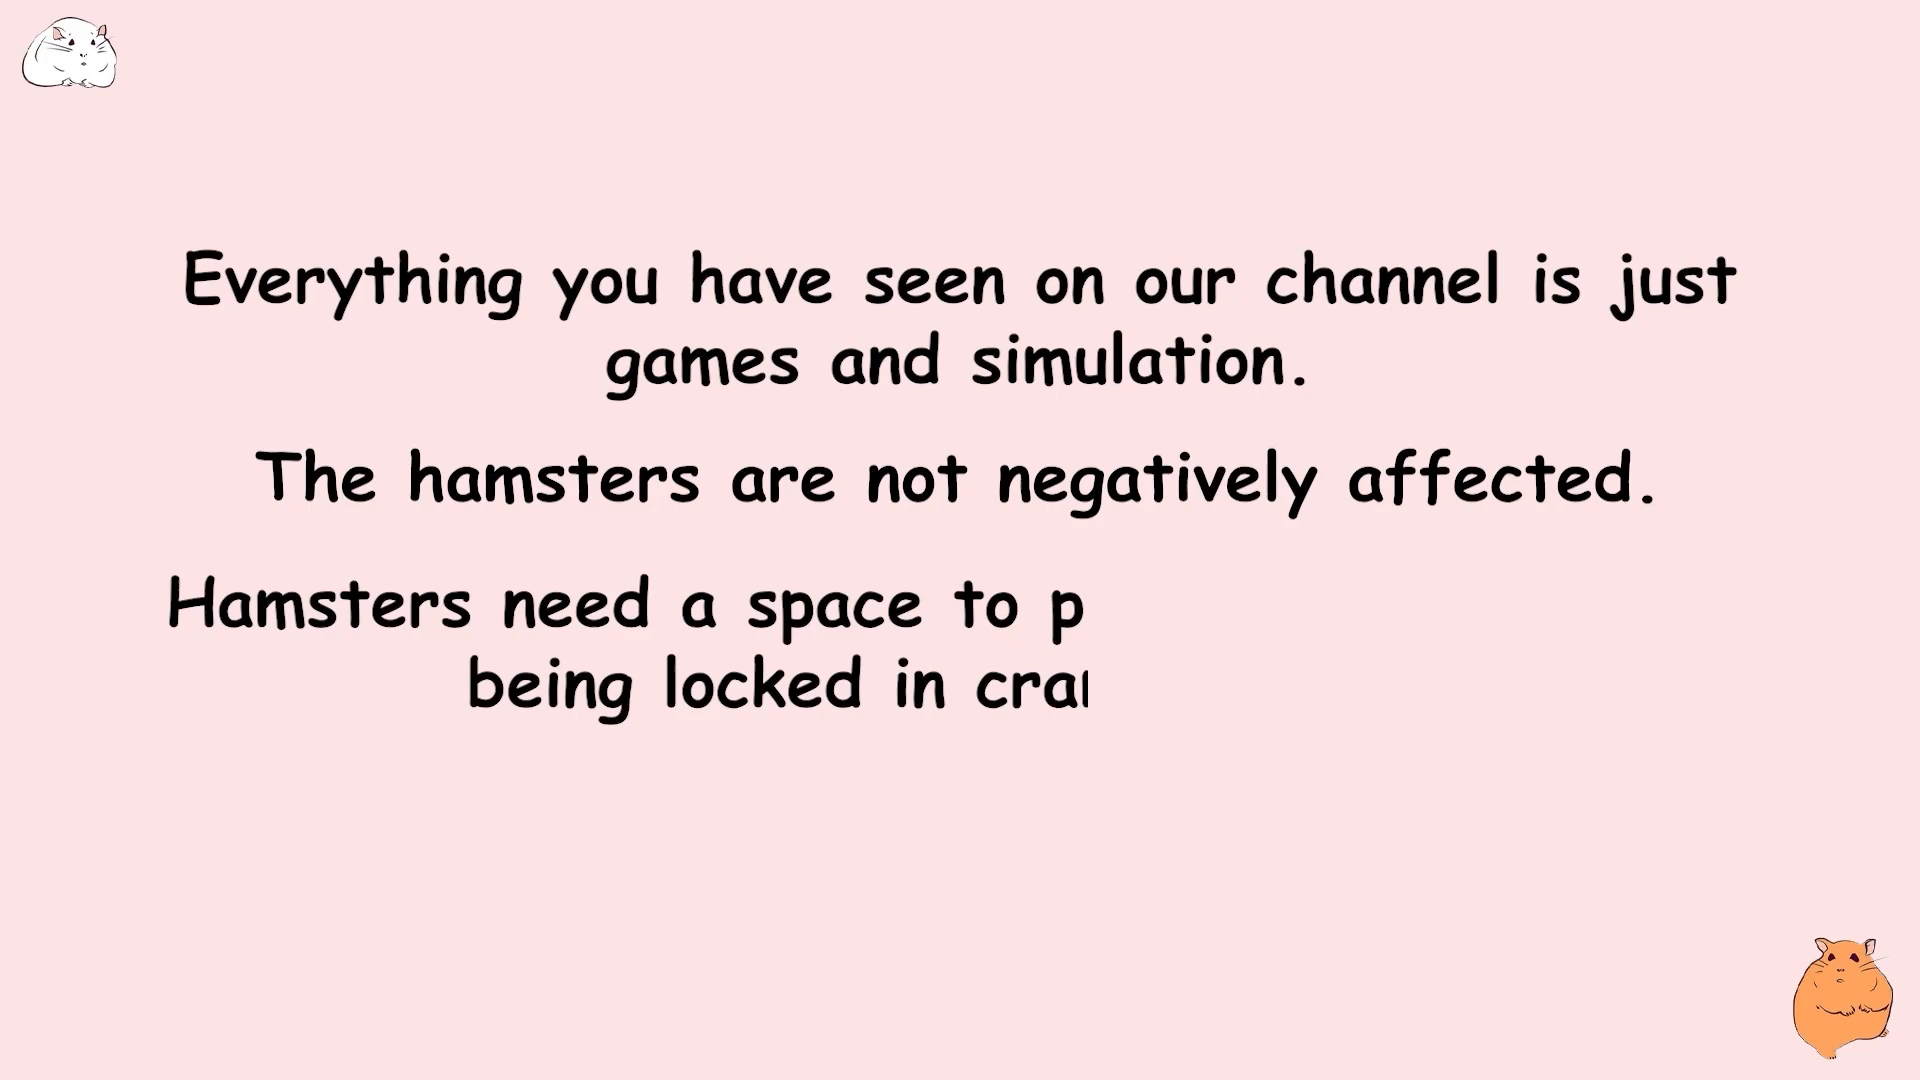 Everything you have seen on our channel is just
games and simulation.
The hamsters are not negatively affected.
Hamsters need a space to
being locked in